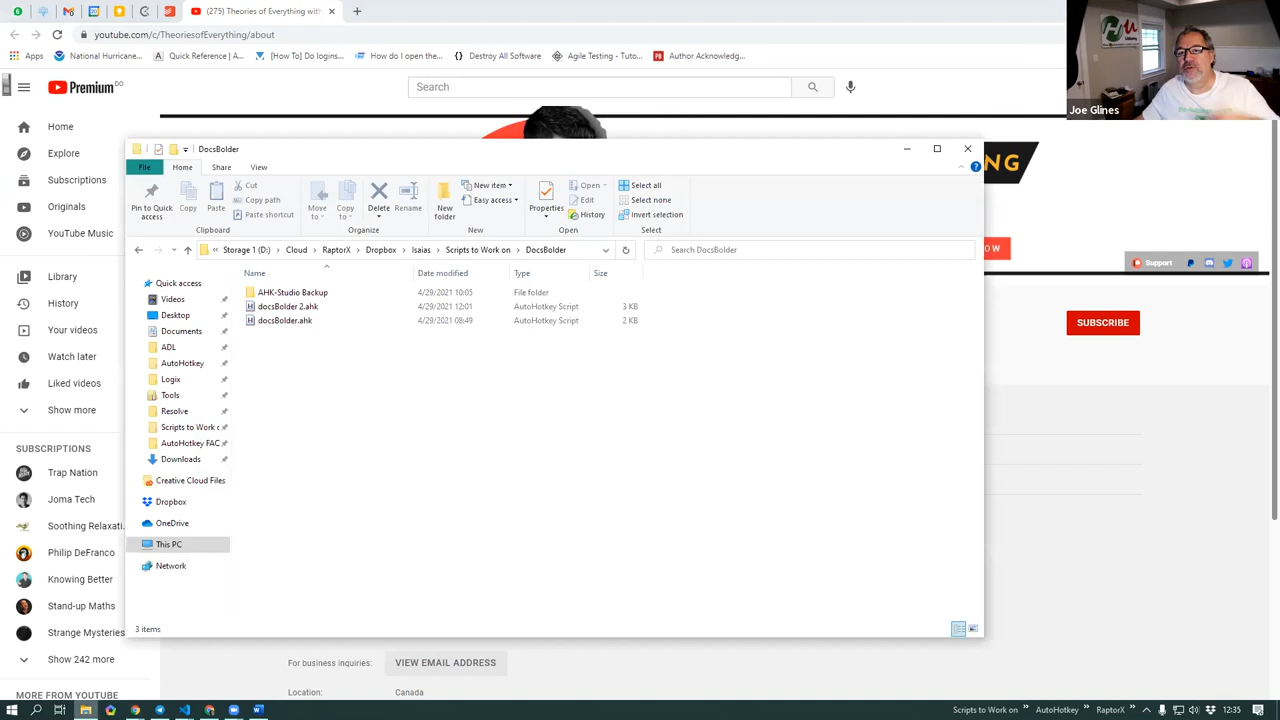 (275) Theories of Everything with
youtube.com/c/TheoriesofEverything/about
Apps
National Hurricane...
Quick Reference | A...
[How To] Do logins...
How do I open the...
Destroy All Software
Agile Testing - Tuto...
Author Acknowledg...
Joe Glines
Premium DO
Search
Home
Explore
Subscriptions
Originals
YouTube Music
Library
History
Your videos
Watch later
Liked videos
Show more
SUBSCRIPTIONS
Trap Nation
Joma Tech
Soothing Relaxati...
Philip DeFranco
Knowing Better
Stand-up Maths
Strange Mysteries
Show 242 more
MORE FROM YOUTUBE
NG
OW
Support
SUBSCRIBE
DocsBolder
File
Home
Share
View
Pin to Quick access
Copy
Paste
Cut
Copy path
Paste shortcut
Clipboard
Move to
Copy to
Delete
Rename
Organize
New folder
New item
Easy access
New
Properties
Open
Edit
History
Open
Select all
Select none
Invert selection
Select
« Storage 1 (D:) > Cloud > RaptorX > Dropbox > Isaias > Scripts to Work on > DocsBolder
Search DocsBolder
Name Date modified Type Size
AHK-Studio Backup 4/29/2021 10:05 File folder
docsBolder 2.ahk 4/29/2021 12:01 AutoHotkey Script 3 KB
docsBolder.ahk 4/29/2021 08:49 AutoHotkey Script 2 KB
Quick access
Videos
Desktop
Documents
ADL
AutoHotkey
Logix
Tools
Resolve
Scripts to Work o
AutoHotkey FAC
Downloads
Creative Cloud Files
Dropbox
OneDrive
This PC
Network
3 items
For business inquiries: VIEW EMAIL ADDRESS
Location: Canada
Scripts to Work on » AutoHotkey » RaptorX » 12:35